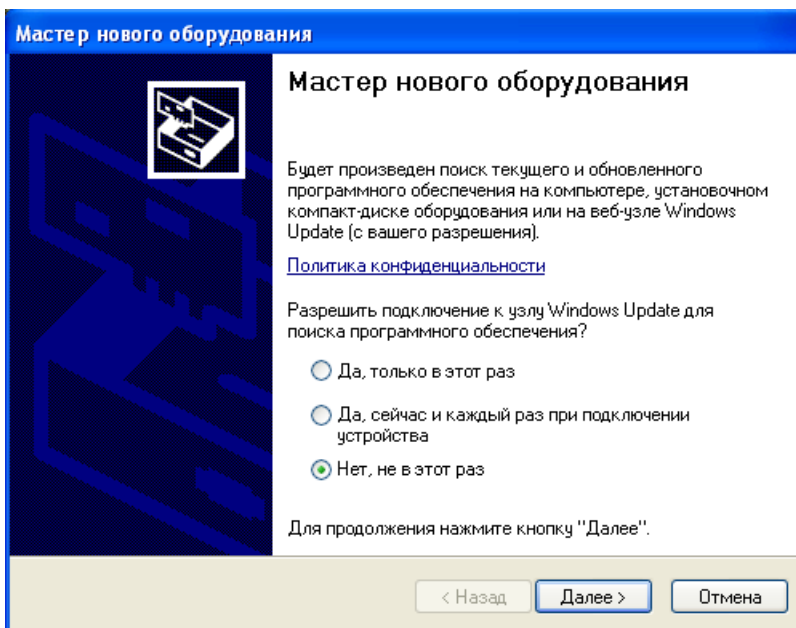 Мастер нового оборудования
Мастер нового оборудования
Будет произведен поиск текущего и обновленного
программного обеспечения на компьютере, установочном
компакт-диске оборудования или на веб-узле Windows
Update (с вашего разрешения).
Политика конфиденциальности
Разрешить подключение к узлу Windows Update для
поиска программного обеспечения?
Да, только в этот раз
Да, сейчас и каждый раз при подключении
устройства
Нет, не в этот раз
Для продолжения нажмите кнопку "Далее".
< Назад Далее > Отмена